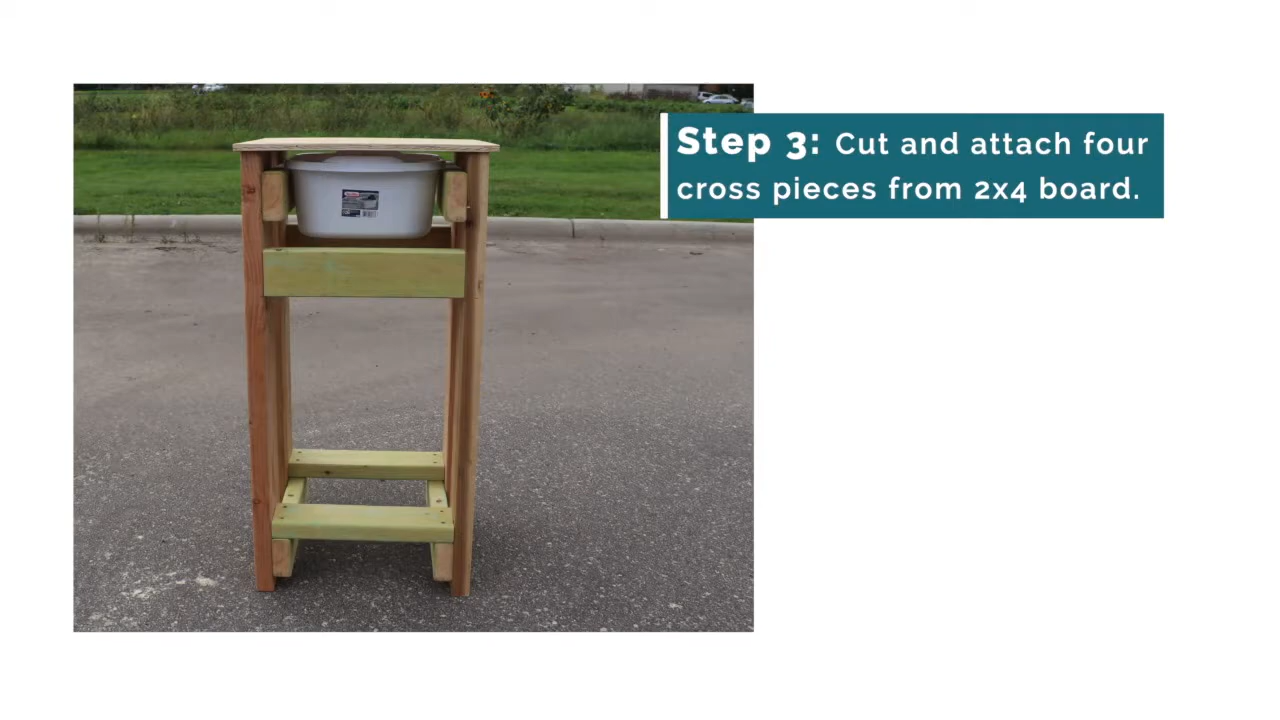 Step 3: Cut and attach four
cross pieces from 2x4 board.